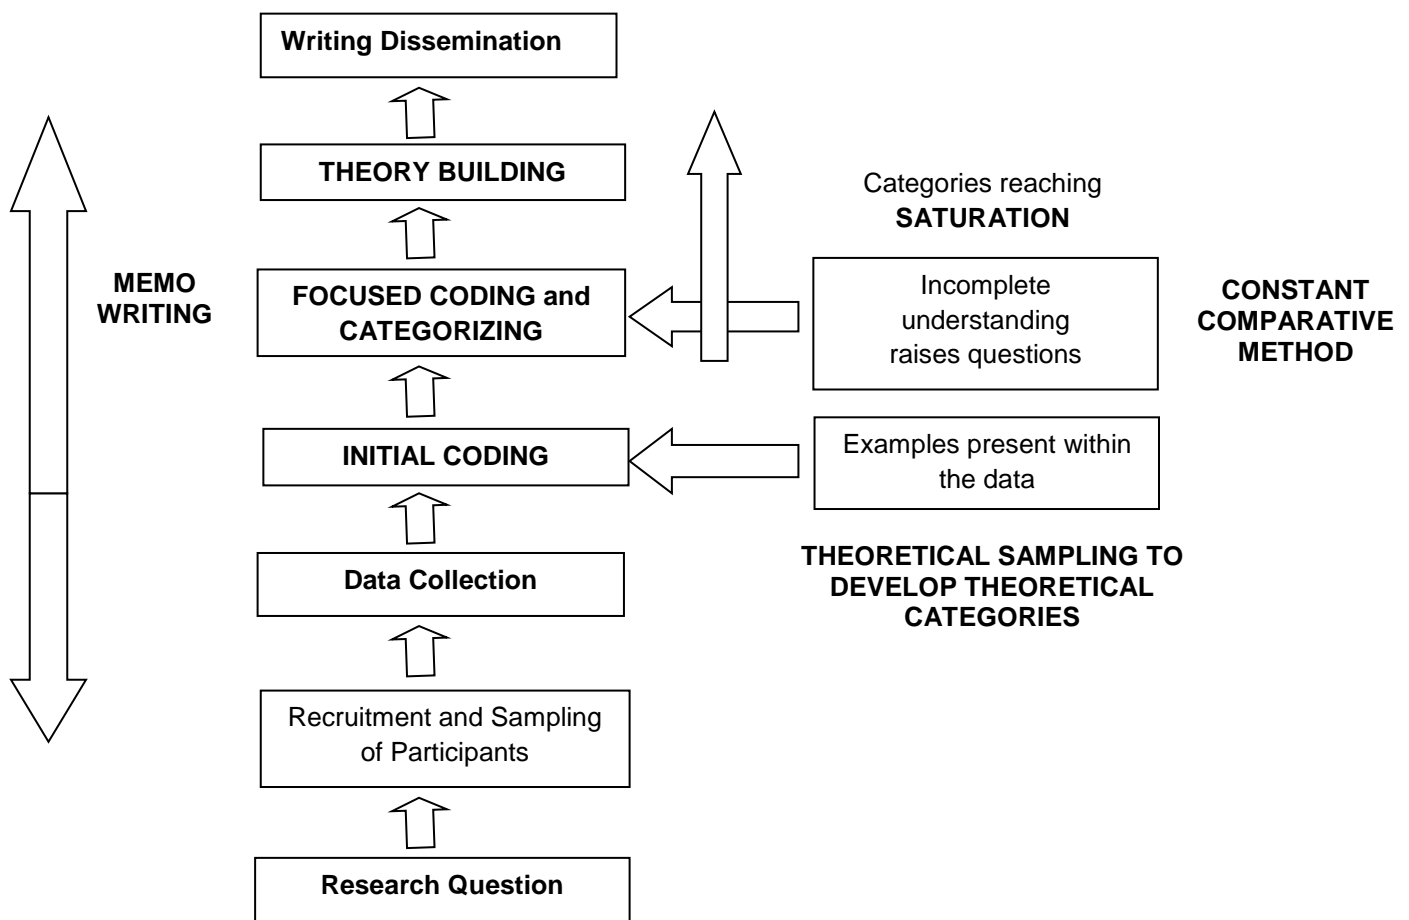 Writing Dissemination
THEORY BUILDING
Categories reaching
SATURATION
MEMO
WRITING
FOCUSED CODING and
CATEGORIZING
Incomplete
understanding
raises questions
CONSTANT
COMPARATIVE
METHOD
INITIAL CODING
Examples present within
the data
Data Collection
THEORETICAL SAMPLING TO
DEVELOP THEORETICAL
CATEGORIES
Recruitment and Sampling
of Participants
Research Question